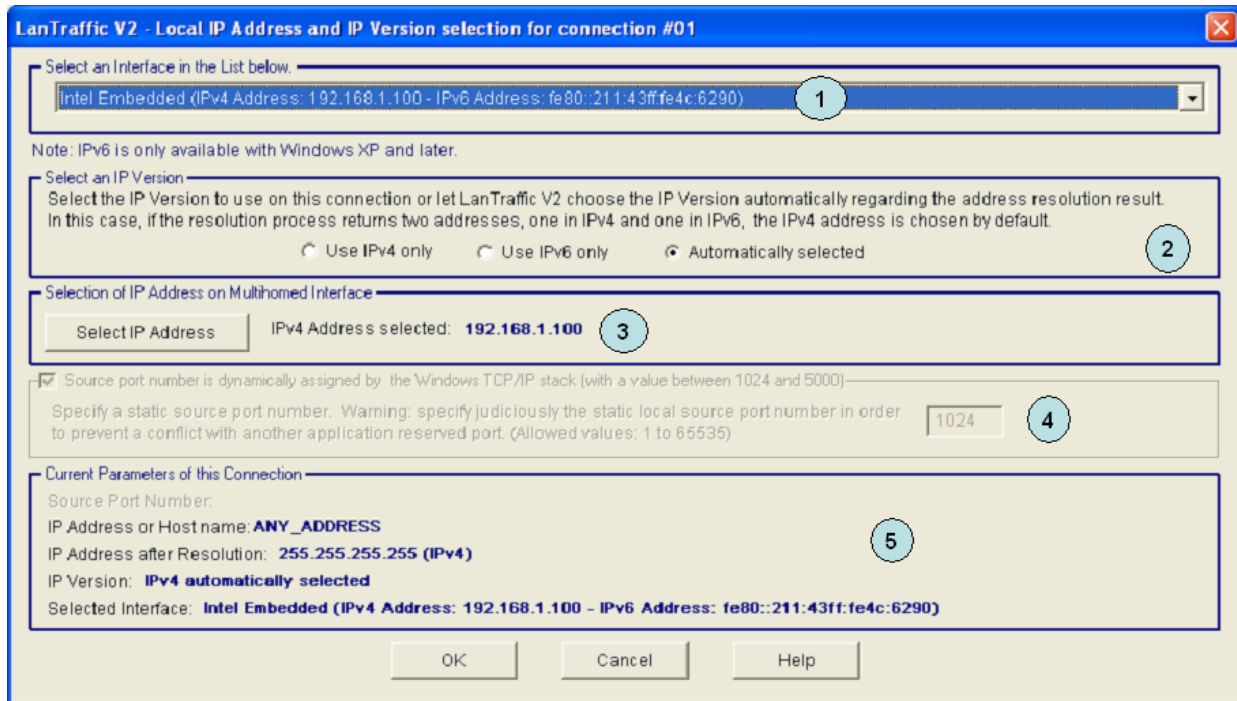 LanTraffic V2 - Local IP Address and IP Version selection for connection #01
Select an Interface in the List below.
Intel Embedded (IPv4 Address: 192.168.1.100 - IPv6 Address: fe80::211:43ff:fe4c:6290)
1
Note: IPv6 is only available with Windows XP and later.
Select an IP Version
Select the IP Version to use on this connection or let LanTraffic V2 choose the IP Version automatically regarding the address resolution result.
In this case, if the resolution process returns two addresses, one in IPv4 and one in IPv6, the IPv4 address is chosen by default.
Use IPv4 only Use IPv6 only Automatically selected
2
Selection of IP Address on Multihomed Interface
Select IP Address IPv4 Address selected: 192.168.1.100 3
Source port number is dynamically assigned by the Windows TCP/IP stack (with a value between 1024 and 5000)
Specify a static source port number. Warning: specify judiciously the static local source port number in order
to prevent a conflict with another application reserved port. (Allowed values: 1 to 65535)
1024 4
Current Parameters of this Connection
Source Port Number:
IP Address or Host name: ANY_ADDRESS
5
IP Address after Resolution: 255.255.255.255 (IPv4)
IP Version: IPv4 automatically selected
Selected Interface: Intel Embedded (IPv4 Address: 192.168.1.100 - IPv6 Address: fe80::211:43ff:fe4c:6290)
OK Cancel Help